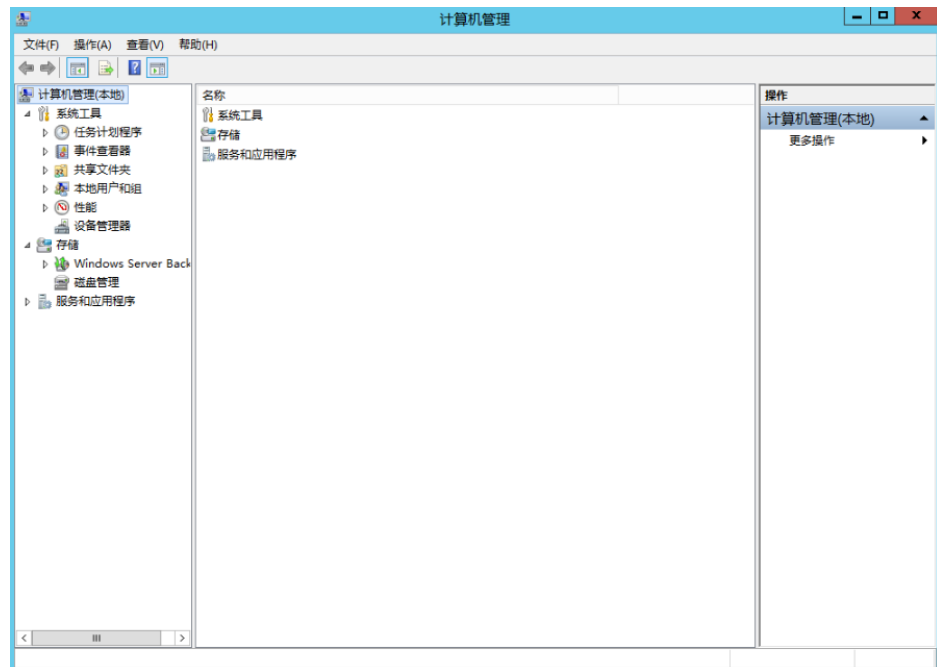 计算机管理
文件(F) 操作(A) 查看(V) 帮助(H)
计算机管理(本地)
系统工具
任务计划程序
事件查看器
共享文件夹
本地用户和组
性能
设备管理器
存储
Windows Server Back
磁盘管理
服务和应用程序
名称
系统工具
存储
服务和应用程序
操作
计算机管理(本地)
更多操作